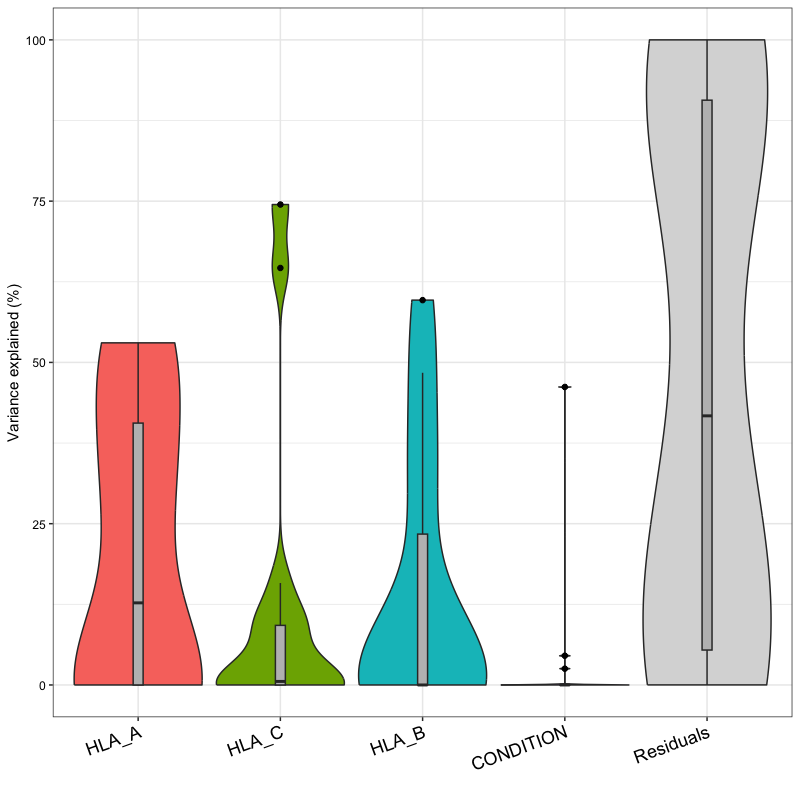 Variance explained (%)
100
75
50
25
0
HLA_A
HLA_C
HLA_B
CONDITION
Residuals